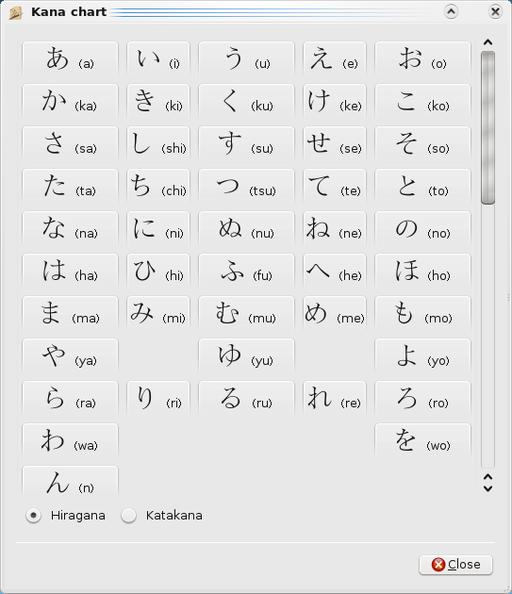 Kana chart
あ (a) い (i) う (u) え (e) お (o)
か (ka) き (ki) く (ku) け (ke) こ (ko)
さ (sa) し (shi) す (su) せ (se) そ (so)
た (ta) ち (chi) つ (tsu) て (te) と (to)
な (na) に (ni) ぬ (nu) ね (ne) の (no)
は (ha) ひ (hi) ふ (fu) へ (he) ほ (ho)
ま (ma) み (mi) む (mu) め (me) も (mo)
や (ya) ゆ (yu) よ (yo)
ら (ra) り (ri) る (ru) れ (re) ろ (ro)
わ (wa) を (wo)
ん (n)
Hiragana Katakana
Close